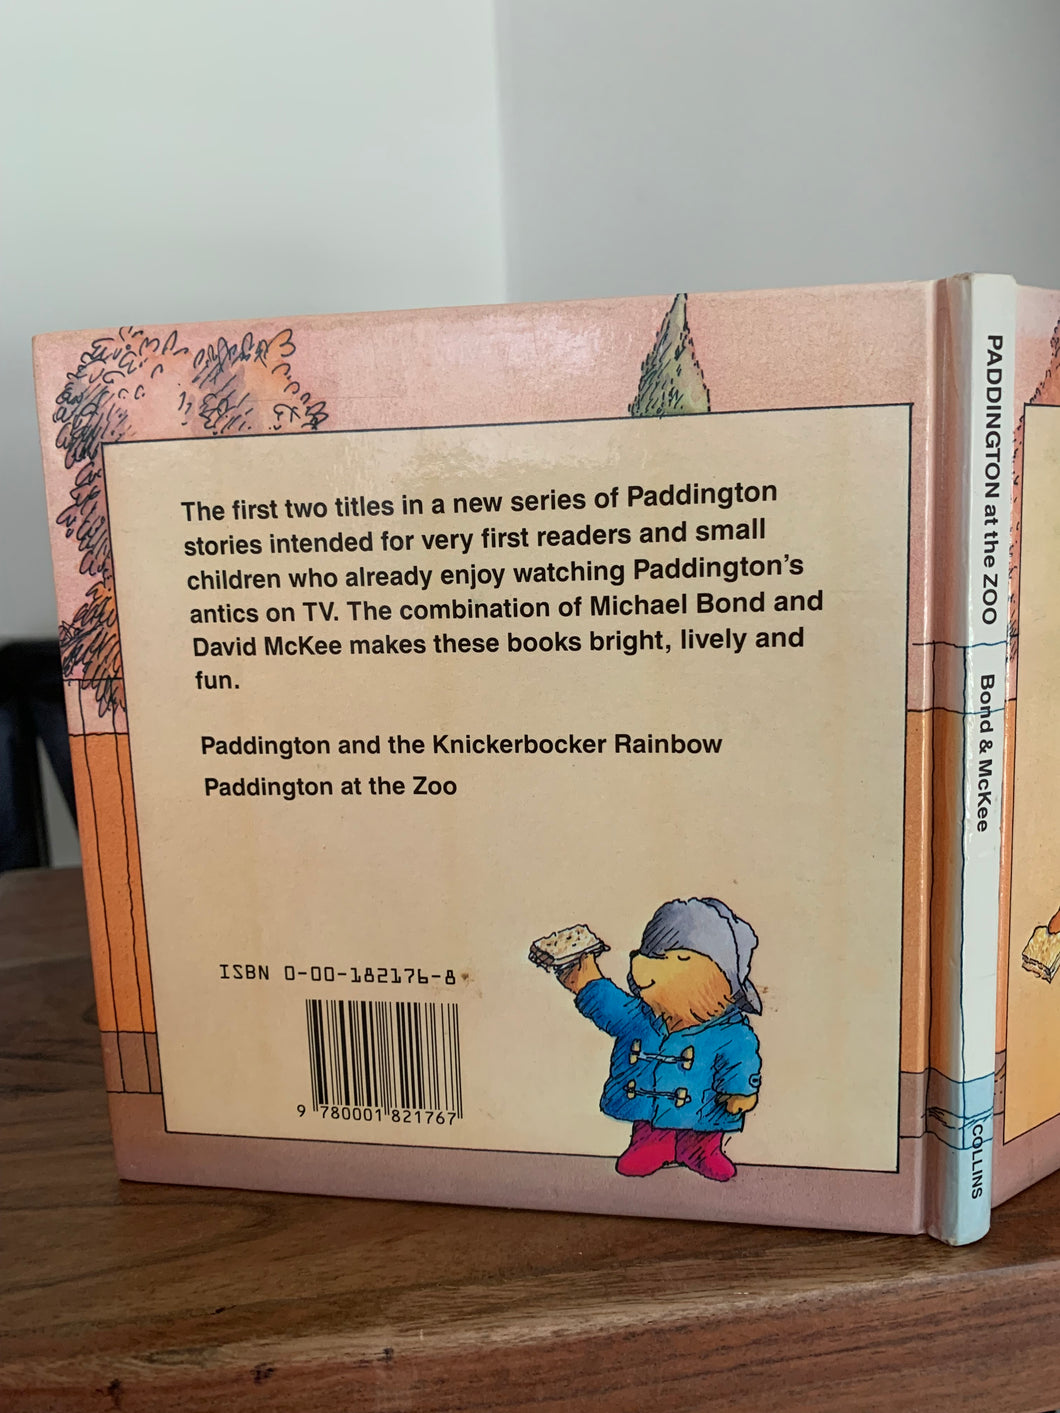 The first two titles in a new series of Paddington
stories intended for very first readers and small
children who already enjoy watching Paddington's
antics on TV. The combination of Michael Bond and
David McKee makes these books bright, lively and
fun.
Paddington and the Knickerbocker Rainbow
Paddington at the Zoo
ISBN 0-00-182176-8
9 780001 821767
PADDINGTON at the ZOO
Bond & McKee
COLLINS